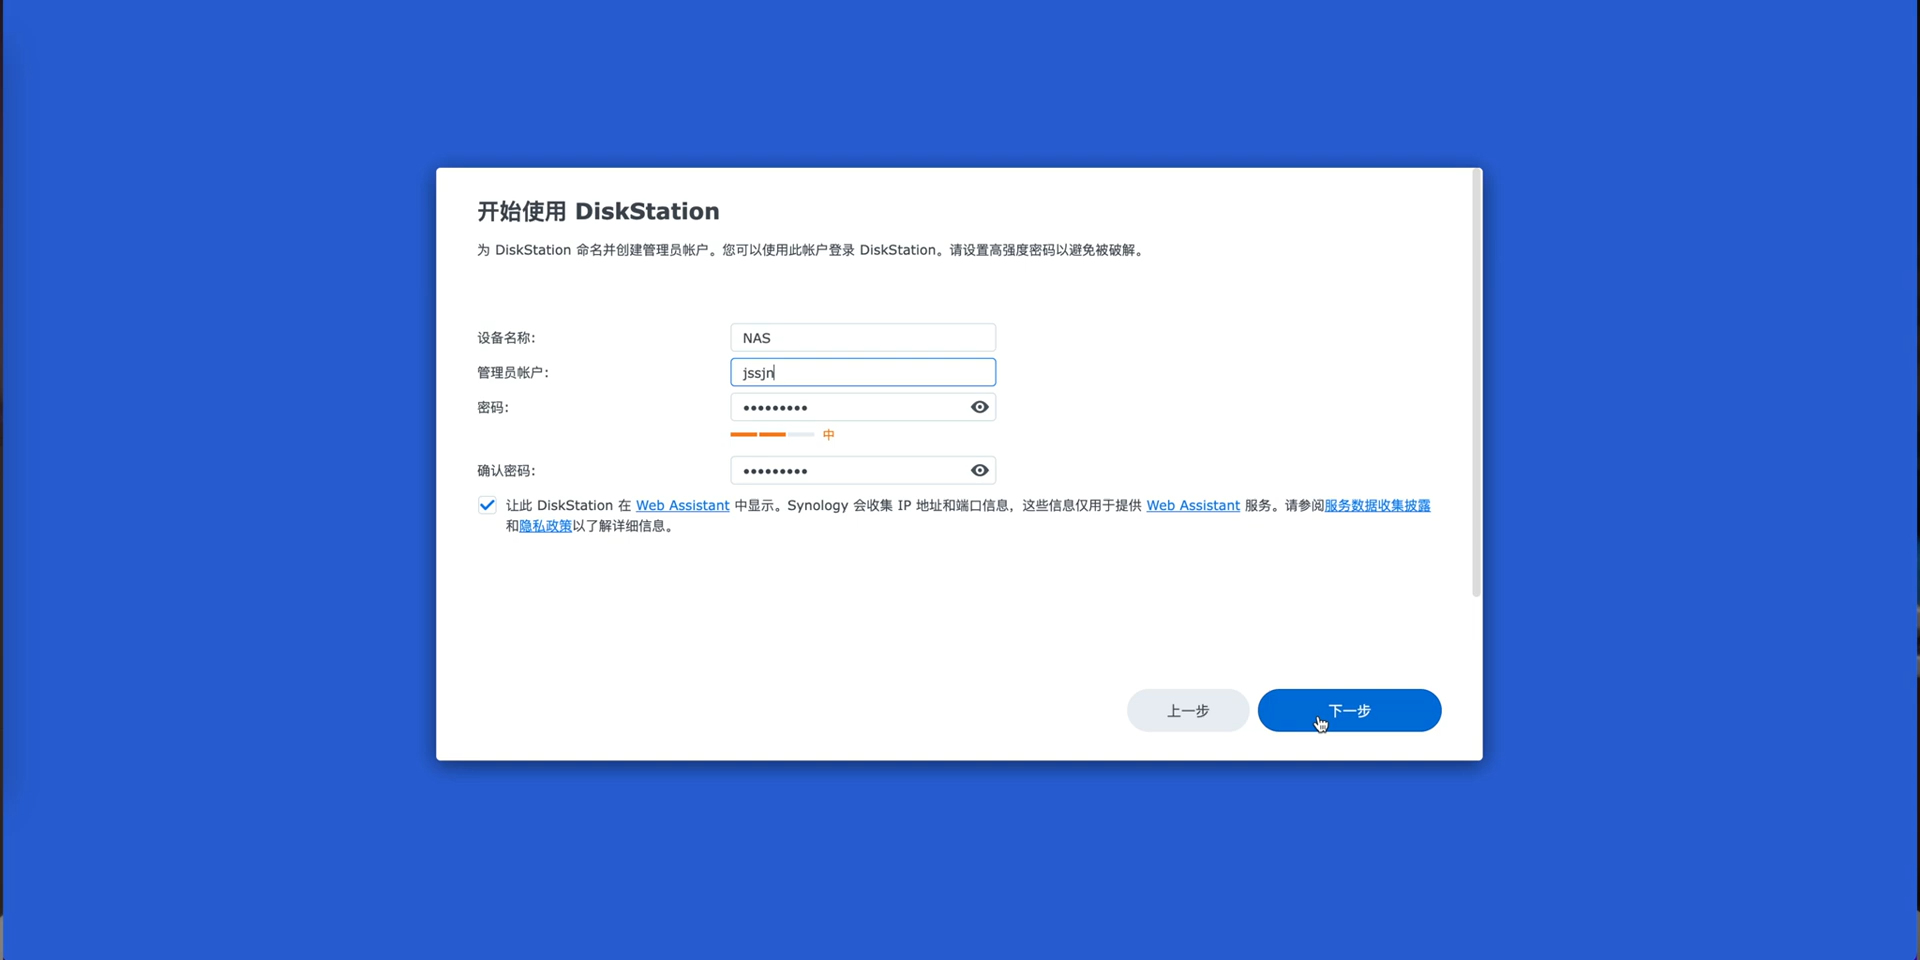 开始使用 DiskStation
为 DiskStation 命名并创建管理员帐户。您可以使用此帐户登录 DiskStation。请设置高强度密码以避免被破解。
设备名称:
NAS
管理员帐户:
jssjn
密码:
•••••••••
中
确认密码:
•••••••••
让此 DiskStation 在 Web Assistant 中显示。Synology 会收集 IP 地址和端口信息，这些信息仅用于提供 Web Assistant 服务。请参阅服务数据收集披露
和隐私政策以了解详细信息。
上一步
下一步